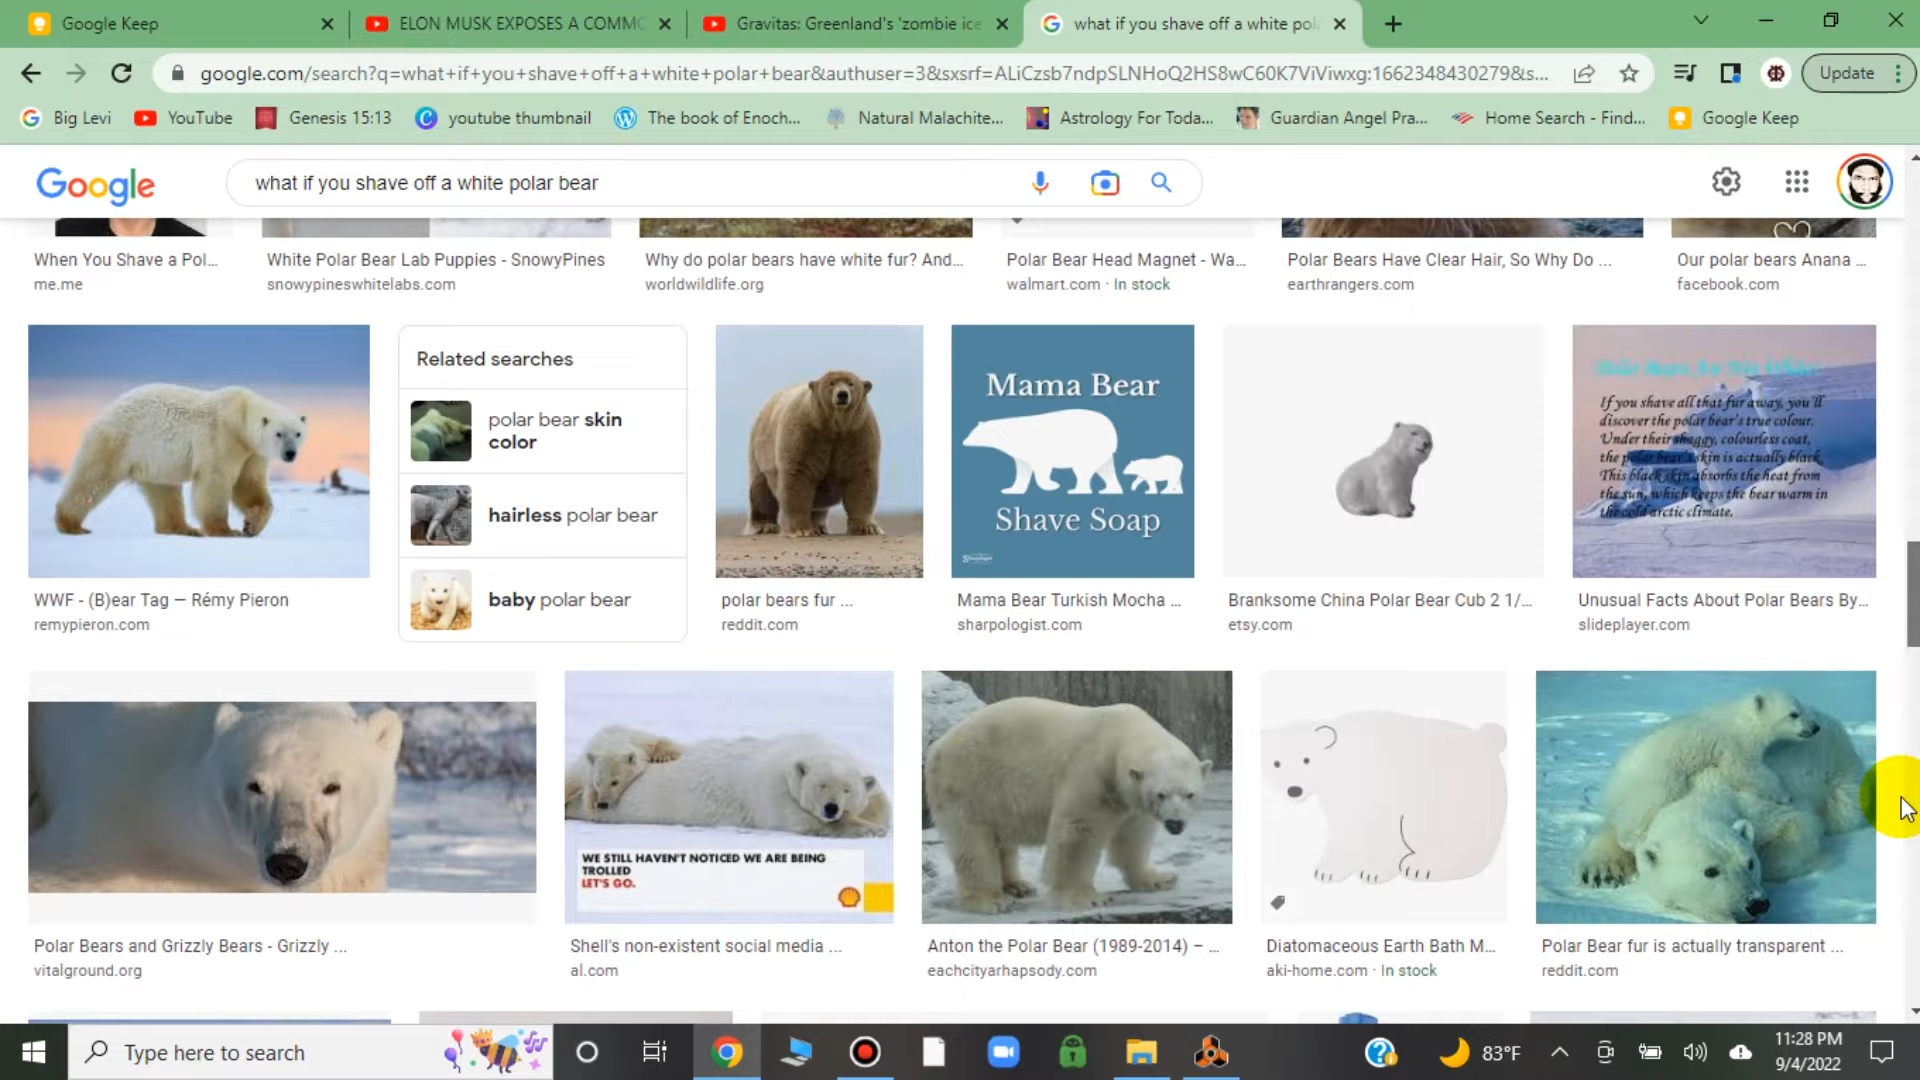 Google Keep
ELON MUSK EXPOSES A COMMC
Gravitas: Greenland's 'zombie ice
what if you shave off a white pol
google.com/search?q=what+if+you+shave+off+a+white+polar+bear&authuser=3&sxsrf=ALiCzsb7ndpSLNHoQ2HS8wC60K7ViViwxg:1662348430279&s...
Update
Big Levi
YouTube
Genesis 15:13
youtube thumbnail
The book of Enoch...
Natural Malachite...
Astrology For Toda...
Guardian Angel Pra...
Home Search - Find...
Google Keep
Google
what if you shave off a white polar bear
When You Shave a Pol...
me.me
White Polar Bear Lab Puppies - SnowyPines
snowypineswhitelabs.com
Why do polar bears have white fur? And...
worldwildlife.org
Polar Bear Head Magnet - Wa...
walmart.com · In stock
Polar Bears Have Clear Hair, So Why Do ...
earthrangers.com
Our polar bears Anana ...
facebook.com
WWF - (B)ear Tag — Rémy Pieron
remypieron.com
Related searches
polar bear skin
color
hairless polar bear
baby polar bear
polar bears fur ...
reddit.com
Mama Bear
Shave Soap
Mama Bear Turkish Mocha ...
sharpologist.com
Branksome China Polar Bear Cub 2 1/...
etsy.com
If you shave all that fur away, you'll
discover the polar bear's true colour.
Under their shaggy, colourless coat,
the polar bear's skin is actually black.
This black skin absorbs the heat from
the sun, which keeps the bear warm in
the cold arctic climate.
Unusual Facts About Polar Bears By...
slideplayer.com
Polar Bears and Grizzly Bears - Grizzly ...
vitalground.org
WE STILL HAVEN'T NOTICED WE ARE BEING
TROLLED
LET'S GO.
Shell's non-existent social media ...
al.com
Anton the Polar Bear (1989-2014) – ...
eachcityarhapsody.com
Diatomaceous Earth Bath M...
aki-home.com · In stock
Polar Bear fur is actually transparent ...
reddit.com
Type here to search
83°F
11:28 PM
9/4/2022